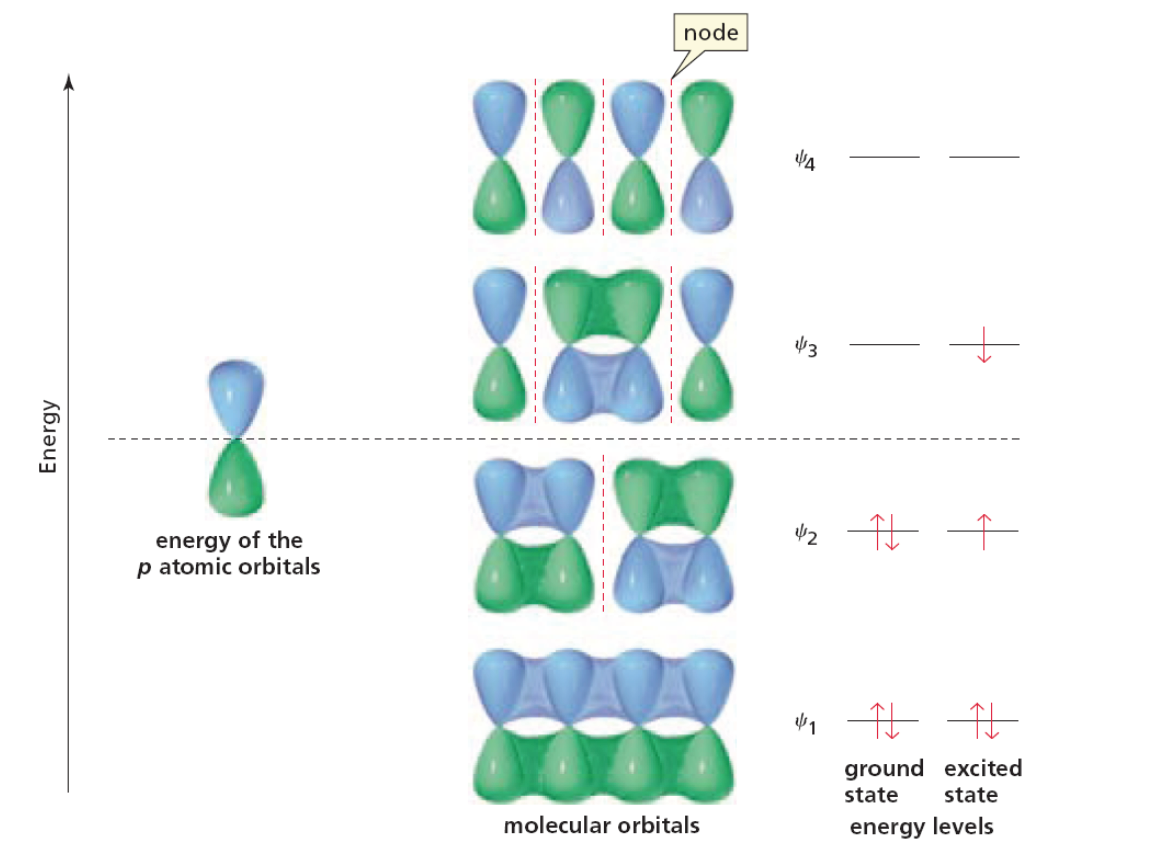 node
Energy
energy of the
p atomic orbitals
ψ4
ψ3
ψ2
ψ1
ground
state
excited
state
molecular orbitals
energy levels